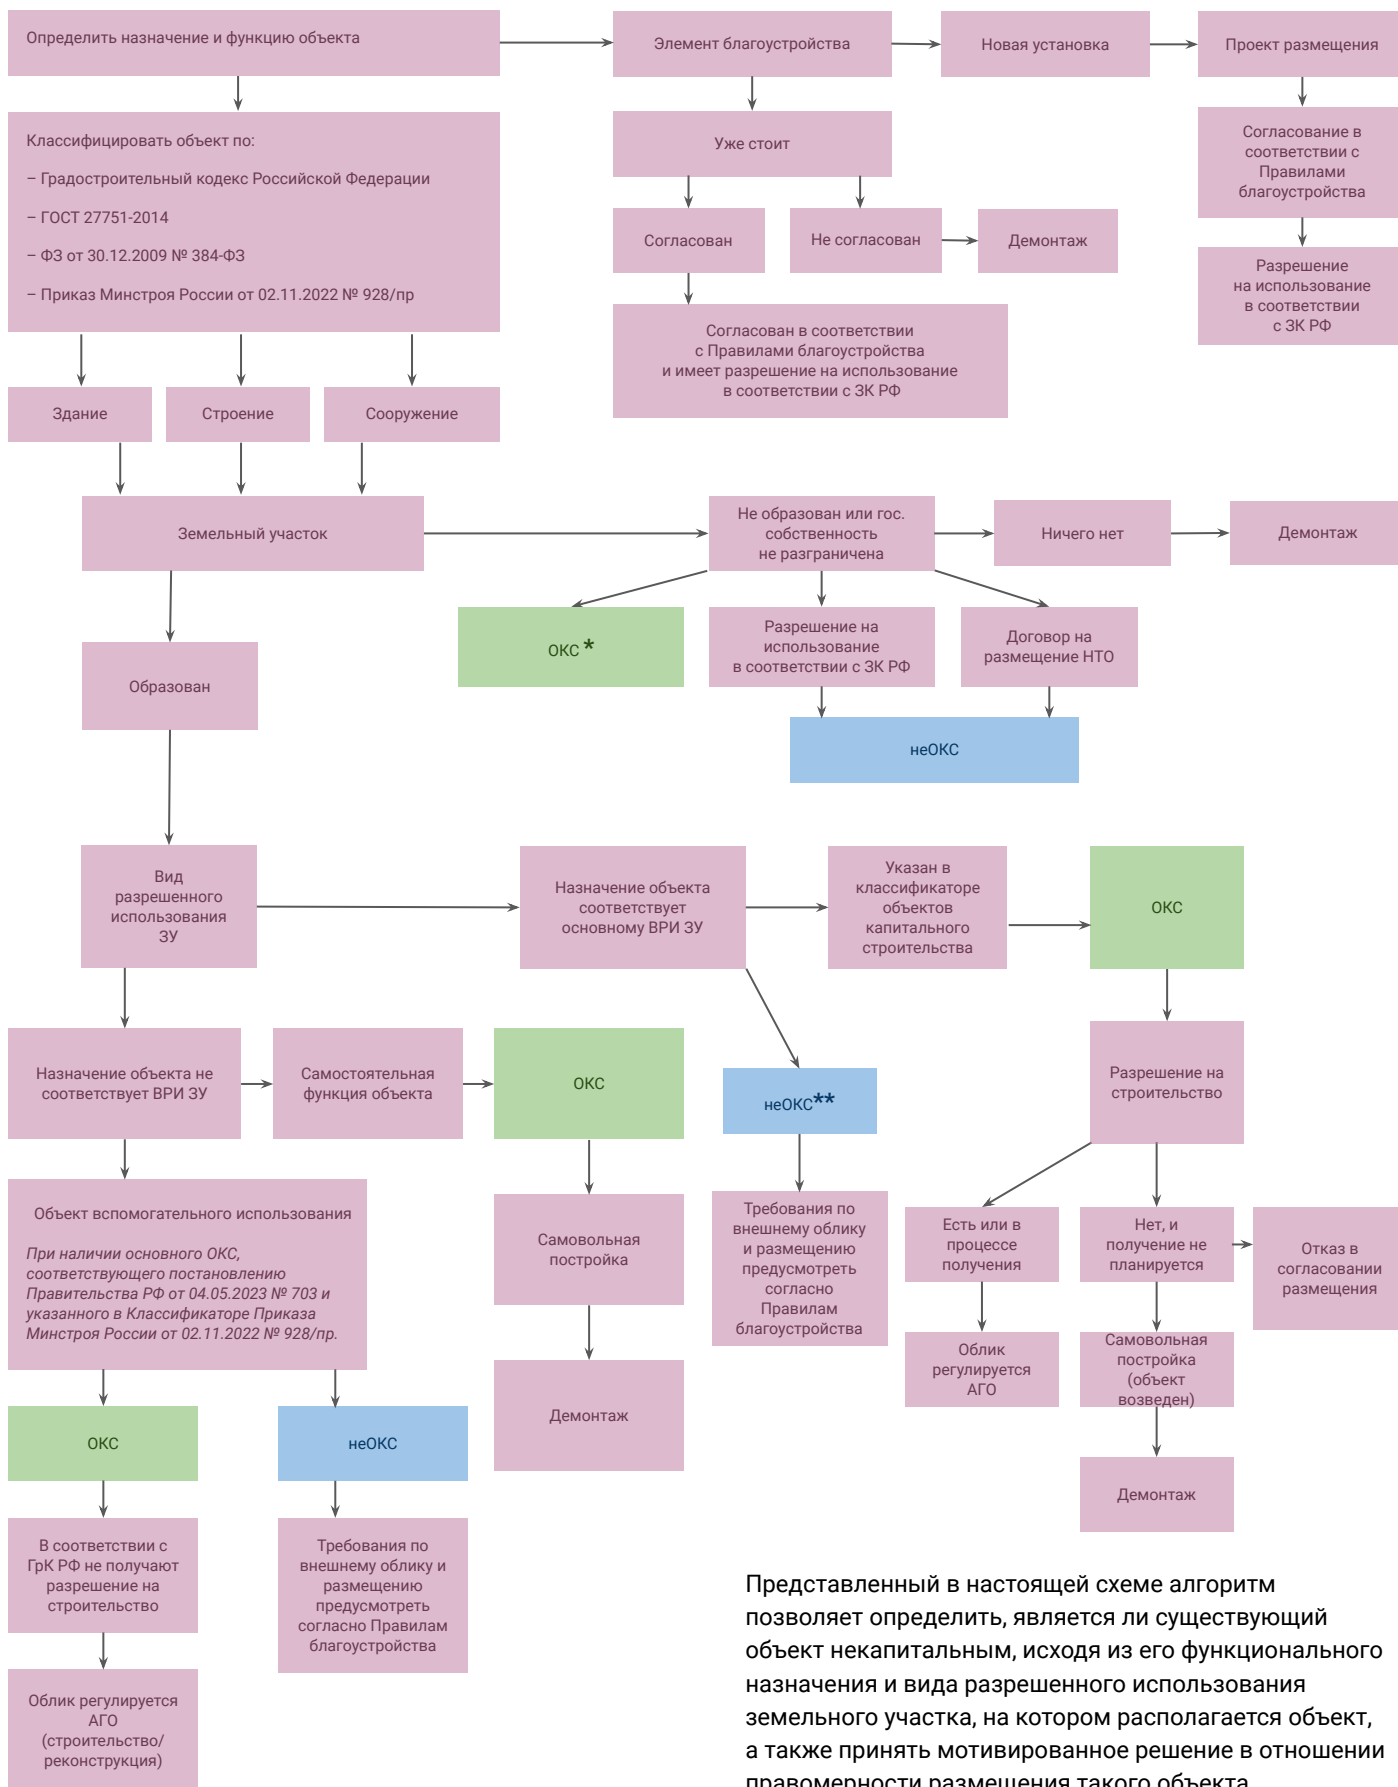 Определить назначение и функцию объекта
Элемент благоустройства
Новая установка
Проект размещения
Классифицировать объект по:
– Градостроительный кодекс Российской Федерации
– ГОСТ 27751-2014
– ФЗ от 30.12.2009 № 384-ФЗ
– Приказ Минстроя России от 02.11.2022 № 928/пр
Уже стоит
Согласование в
соответствии с
Правилами
благоустройства
Согласован
Не согласован
Демонтаж
Разрешение
на использование
в соответствии
с ЗК РФ
Согласован в соответствии
с Правилами благоустройства
и имеет разрешение на использование
в соответствии с ЗК РФ
Здание
Строение
Сооружение
Земельный участок
Не образован или гос.
собственность
не разграничена
Ничего нет
Демонтаж
ОКС *
Разрешение на
использование
в соответствии с ЗК РФ
Договор на
размещение НТО
Образован
неОКС
Вид
разрешенного
использования
ЗУ
Назначение объекта
соответствует
основному ВРИ ЗУ
Указан в
классификаторе
объектов
капитального
строительства
ОКС
Назначение объекта не
соответствует ВРИ ЗУ
Самостоятельная
функция объекта
ОКС
неОКС**
Разрешение на
строительство
Объект вспомогательного использования
При наличии основного ОКС,
соответствующего постановлению
Правительства РФ от 04.05.2023 № 703 и
указанного в Классификаторе Приказа
Минстроя России от 02.11.2022 № 928/пр.
Самовольная
постройка
Требования по
внешнему облику
и размещению
предусмотреть
согласно
Правилам
благоустройства
Есть или в
процессе
получения
Нет, и
получение не
планируется
Отказ в
согласовании
размещения
Облик
регулируется
АГО
Самовольная
постройка
(объект
возведен)
Демонтаж
ОКС
неОКС
Демонтаж
В соответствии с
ГрК РФ не получают
разрешение на
строительство
Требования по
внешнему облику и
размещению
предусмотреть
согласно Правилам
благоустройства
Облик регулируется
АГО
(строительство/
реконструкция)
Представленный в настоящей схеме алгоритм
позволяет определить, является ли существующий
объект некапитальным, исходя из его функционального
назначения и вида разрешенного использования
земельного участка, на котором располагается объект,
а также принять мотивированное решение в отношении
правомерности размещения такого объекта